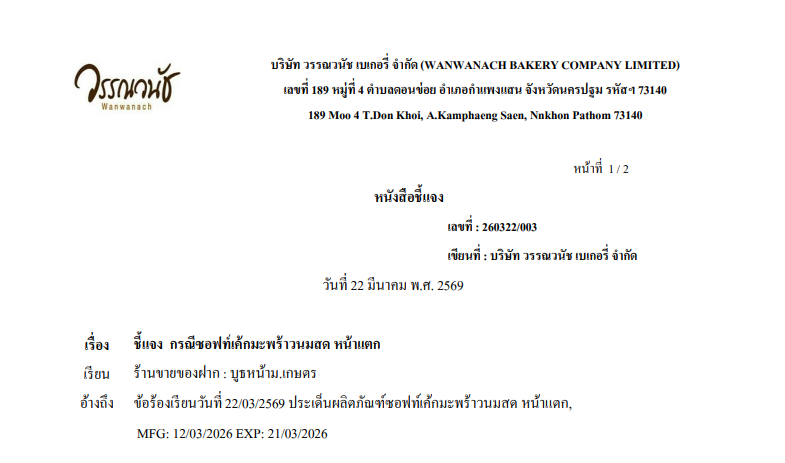 วรรณวนัช
Wanwanach
บริษัท วรรณวนัช เบเกอรี่ จำกัด (WANWANACH BAKERY COMPANY LIMITED)
เลขที่ 189 หมู่ที่ 4 ตำบลดอนข่อย อำเภอกำแพงแสน จังหวัดนครปฐม รหัสฯ 73140
189 Moo 4 T.Don Khoi, A.Kamphaeng Saen, Nnkhon Pathom 73140
หน้าที่ 1 / 2
หนังสือชี้แจง
เลขที่ : 260322/003
เขียนที่ : บริษัท วรรณวนัช เบเกอรี่ จำกัด
วันที่ 22 มีนาคม พ.ศ. 2569
เรื่อง ชี้แจง กรณีซอฟท์เค้กมะพร้าวนมสด หน้าแตก
เรียน ร้านขายของฝาก : บูธหน้าม.เกษตร
อ้างถึง ข้อร้องเรียนวันที่ 22/03/2569 ประเด็นผลิตภัณฑ์ซอฟท์เค้กมะพร้าวนมสด หน้าแตก,
MFG: 12/03/2026 EXP: 21/03/2026